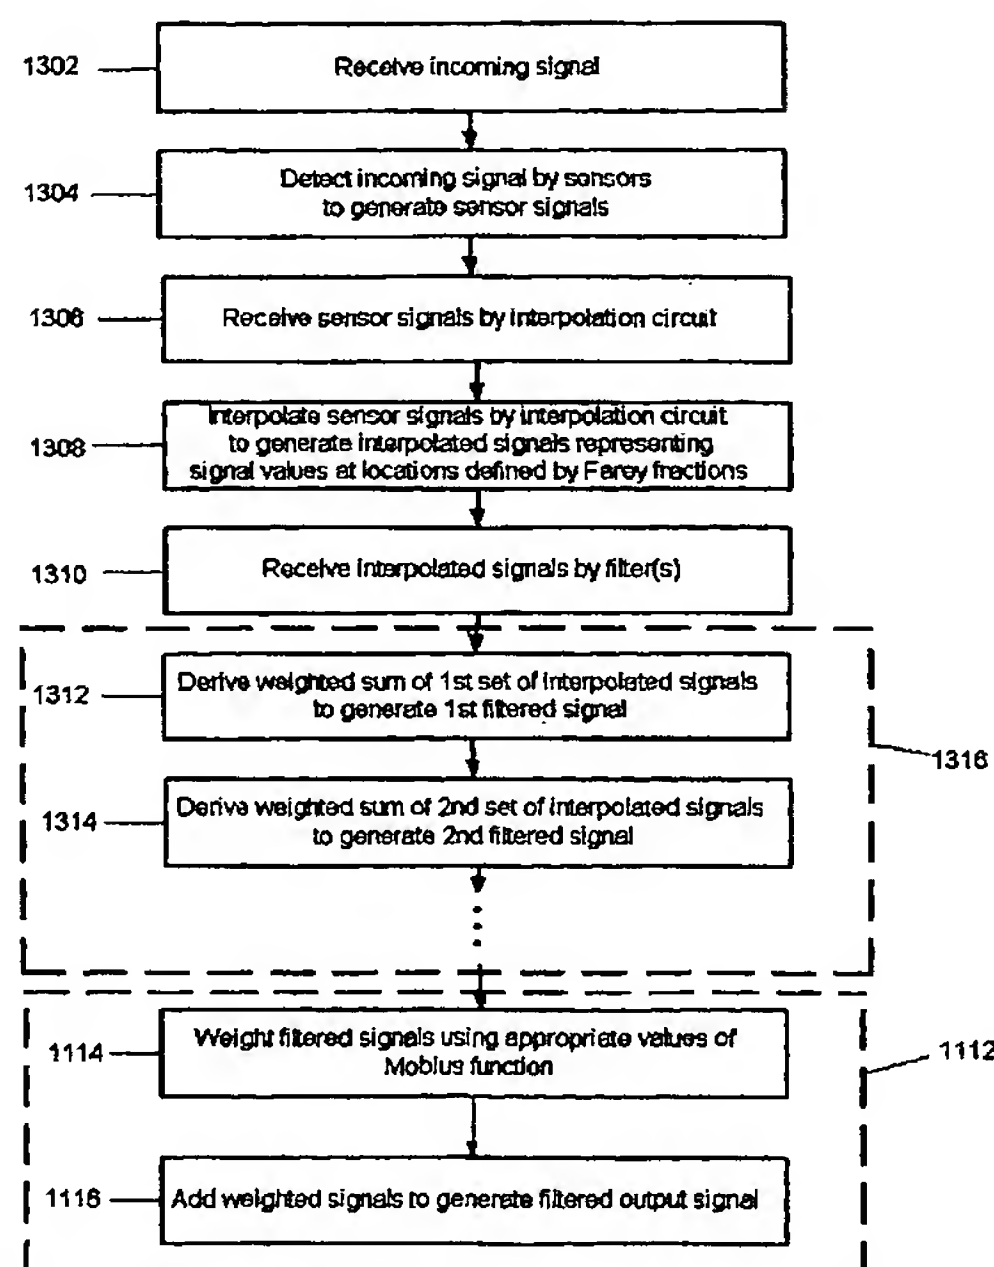 1302
Receive incoming signal
1304
Detect incoming signal by sensors
to generate sensor signals
1306
Receive sensor signals by interpolation circuit
1308
Interpolate sensor signals by interpolation circuit
to generate interpolated signals representing
signal values at locations defined by Farey fractions
1310
Receive interpolated signals by filter(s)
1312
Derive weighted sum of 1st set of interpolated signals
to generate 1st filtered signal
1316
1314
Derive weighted sum of 2nd set of interpolated signals
to generate 2nd filtered signal
1114
Weight filtered signals using appropriate values of
Mobius function
1112
1116
Add weighted signals to generate filtered output signal